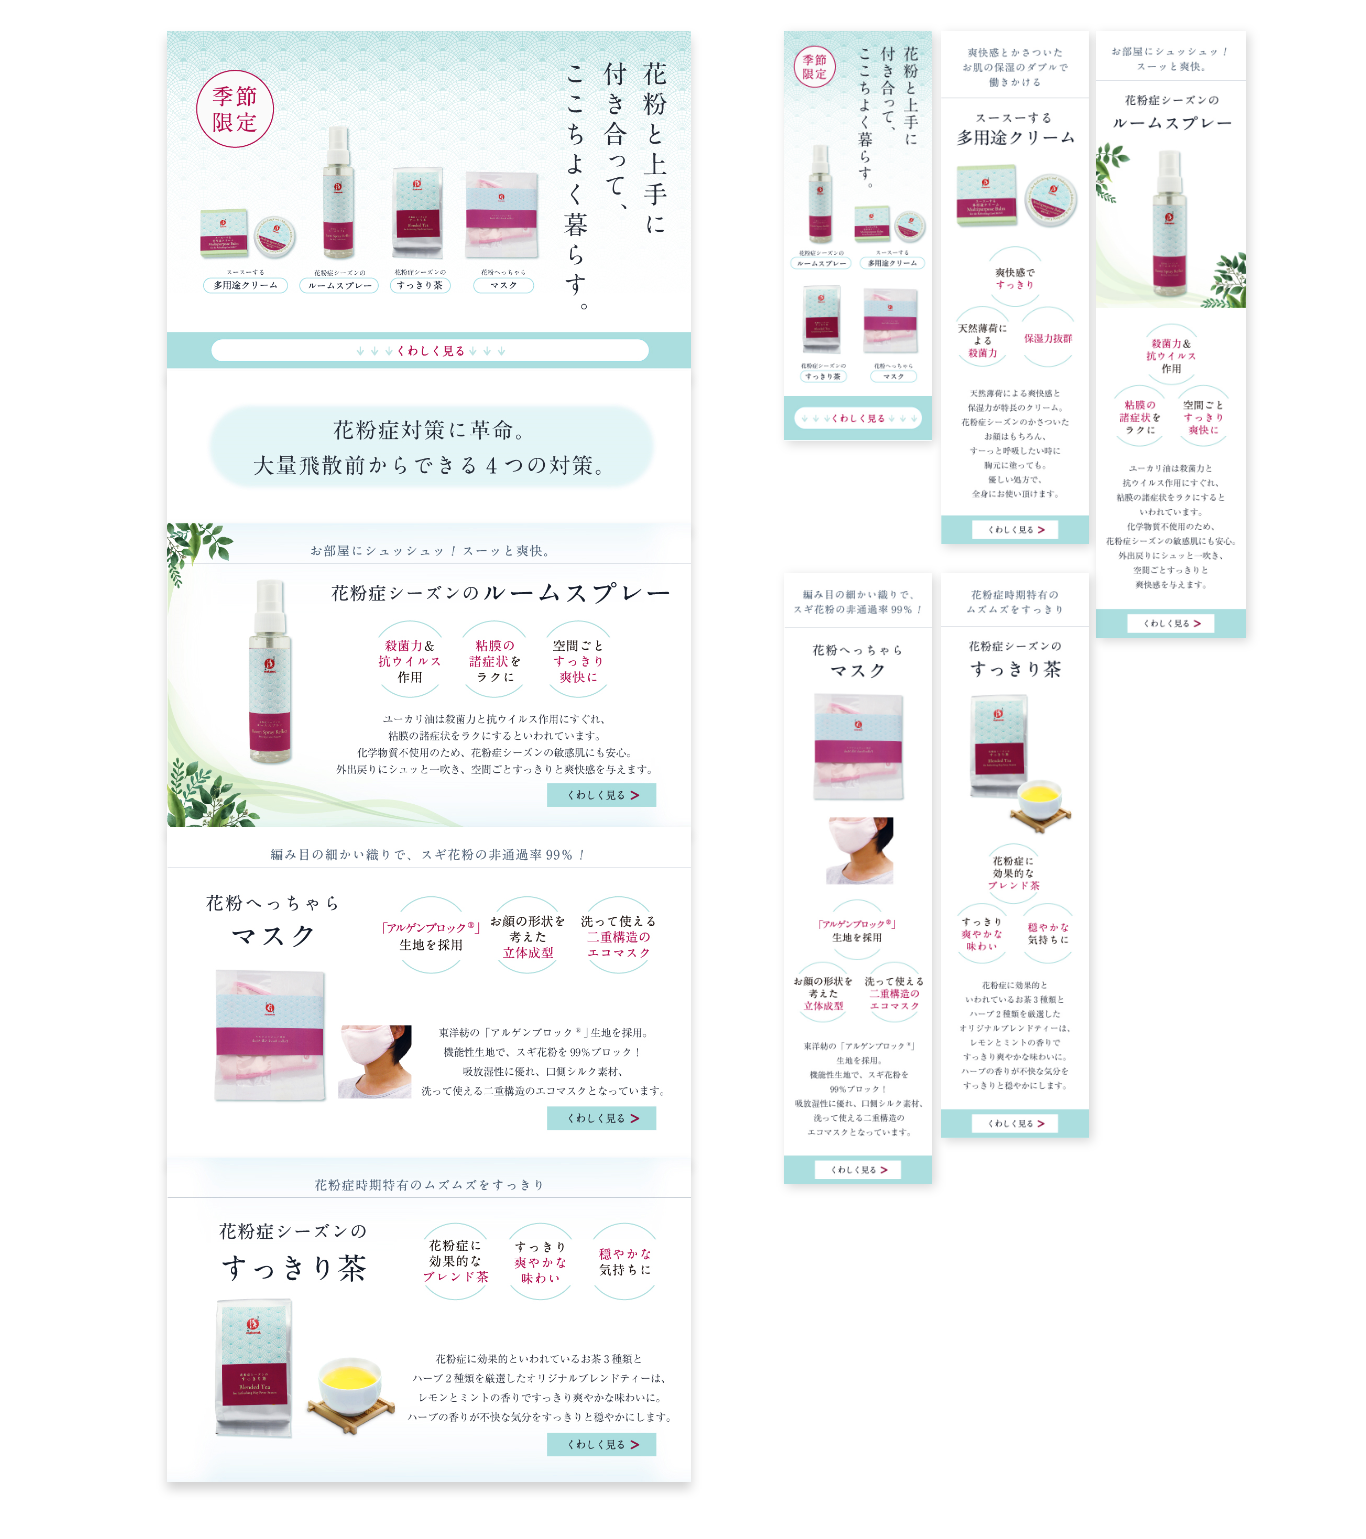 季節
限定
花粉と上手に
付き合って、
ここちよく暮らす。
スースーする
多用途クリーム
花粉症シーズンの
ルームスプレー
花粉症シーズンの
すっきり茶
花粉へっちゃら
マスク
くわしく見る
花粉症対策に革命。
大量飛散前からできる4つの対策。
お部屋にシュッシュッ！スーッと爽快。
花粉症シーズンのルームスプレー
殺菌力&
抗ウイルス
作用
粘膜の
諸症状を
ラクに
空間ごと
すっきり
爽快に
ユーカリ油は殺菌力と抗ウイルス作用にすぐれ、
粘膜の諸症状をラクにするといわれています。
化学物質不使用のため、花粉症シーズンの敏感肌にも安心。
外出戻りにシュッと一吹き、空間ごとすっきりと爽快感を与えます。
くわしく見る >
編み目の細かい織りで、スギ花粉の非通過率99%！
花粉へっちゃら
マスク
「アルゲンブロック®」
生地を採用
お顔の形状を
考えた
立体成型
洗って使える
二重構造の
エコマスク
東洋紡の「アルゲンブロック®」生地を採用。
機能性生地で、スギ花粉を99%ブロック！
吸放湿性に優れ、口側シルク素材、
洗って使える二重構造のエコマスクとなっています。
くわしく見る >
花粉症時期特有のムズムズをすっきり
花粉症シーズンの
すっきり茶
花粉症に
効果的な
ブレンド茶
すっきり
爽やかな
味わい
穏やかな
気持ちに
Blended Tea
花粉症に効果的といわれているお茶3種類と
ハーブ2種類を厳選したオリジナルブレンドティーは、
レモンとミントの香りですっきり爽やかな味わいに。
ハーブの香りが不快な気分をすっきりと穏やかにします。
くわしく見る >
季節
限定
花粉と上手に
付き合って、
ここちよく暮らす。
花粉症シーズンの
ルームスプレー
スースーする
多用途クリーム
花粉症シーズンの
すっきり茶
花粉へっちゃら
マスク
くわしく見る
爽快感とかさついた
お肌の保湿のダブルで
働きかける
スースーする
多用途クリーム
爽快感で
すっきり
天然薄荷に
よる
殺菌力
保湿力抜群
天然薄荷による爽快感と
保湿力が特長のクリーム。
花粉症シーズンのかさついた
お顔はもちろん、
すーっと呼吸したい時に
胸元に塗っても。
優しい処方で、
全身にお使い頂けます。
くわしく見る >
お部屋にシュッシュッ！
スーッと爽快。
花粉症シーズンの
ルームスプレー
殺菌力&
抗ウイルス
作用
粘膜の
諸症状を
ラクに
空間ごと
すっきり
爽快に
ユーカリ油は殺菌力と
抗ウイルス作用にすぐれ、
粘膜の諸症状をラクにすると
いわれています。
化学物質不使用のため、
花粉症シーズンの敏感肌にも安心。
外出戻りにシュッと一吹き、
空間ごとすっきりと
爽快感を与えます。
くわしく見る >
編み目の細かい織りで、
スギ花粉の非通過率99%！
花粉へっちゃら
マスク
「アルゲンブロック®」
生地を採用
お顔の形状を
考えた
立体成型
洗って使える
二重構造の
エコマスク
東洋紡の「アルゲンブロック®」
生地を採用。
機能性生地で、スギ花粉を
99%ブロック！
吸放湿性に優れ、口側シルク素材、
洗って使える二重構造の
エコマスクとなっています。
くわしく見る >
花粉症時期特有の
ムズムズをすっきり
花粉症シーズンの
すっきり茶
Blended Tea
花粉症に
効果的な
ブレンド茶
すっきり
爽やかな
味わい
穏やかな
気持ちに
花粉症に効果的と
いわれているお茶3種類と
ハーブ2種類を厳選した
オリジナルブレンドティーは、
レモンとミントの香りで
すっきり爽やかな味わいに。
ハーブの香りが不快な気分を
すっきりと穏やかにします。
くわしく見る >